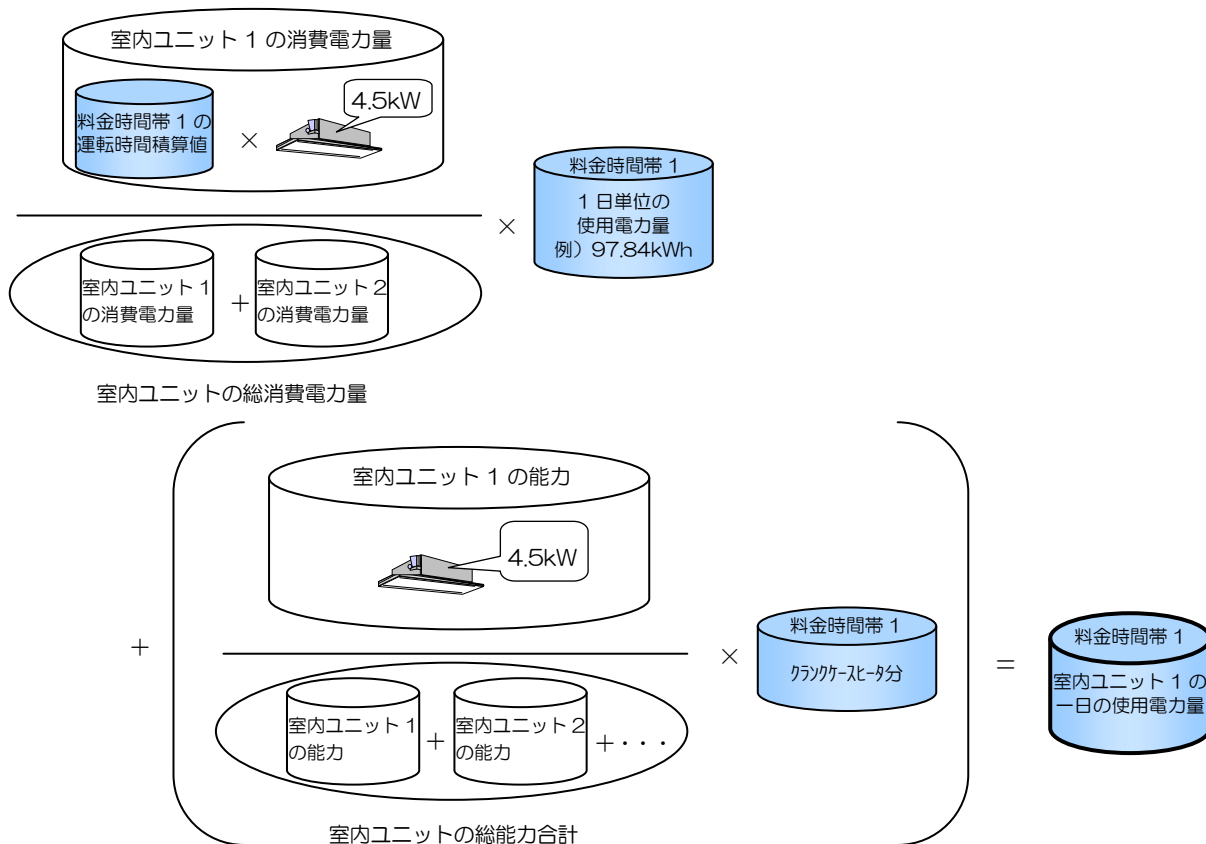 室内ユニット 1 の消費電力量
4.5kW
料金時間帯 1 の
運転時間積算値
×
料金時間帯 1
1 日単位の
使用電力量
例）97.84kWh
×
室内ユニット 1
の消費電力量
+
室内ユニット 2
の消費電力量
室内ユニットの総消費電力量
室内ユニット 1 の能力
4.5kW
+
×
料金時間帯 1
クランクケースヒータ分
=
料金時間帯 1
室内ユニット 1 の
一日の使用電力量
室内ユニット 1
の能力
+
室内ユニット 2
の能力
+・・・
室内ユニットの総能力合計